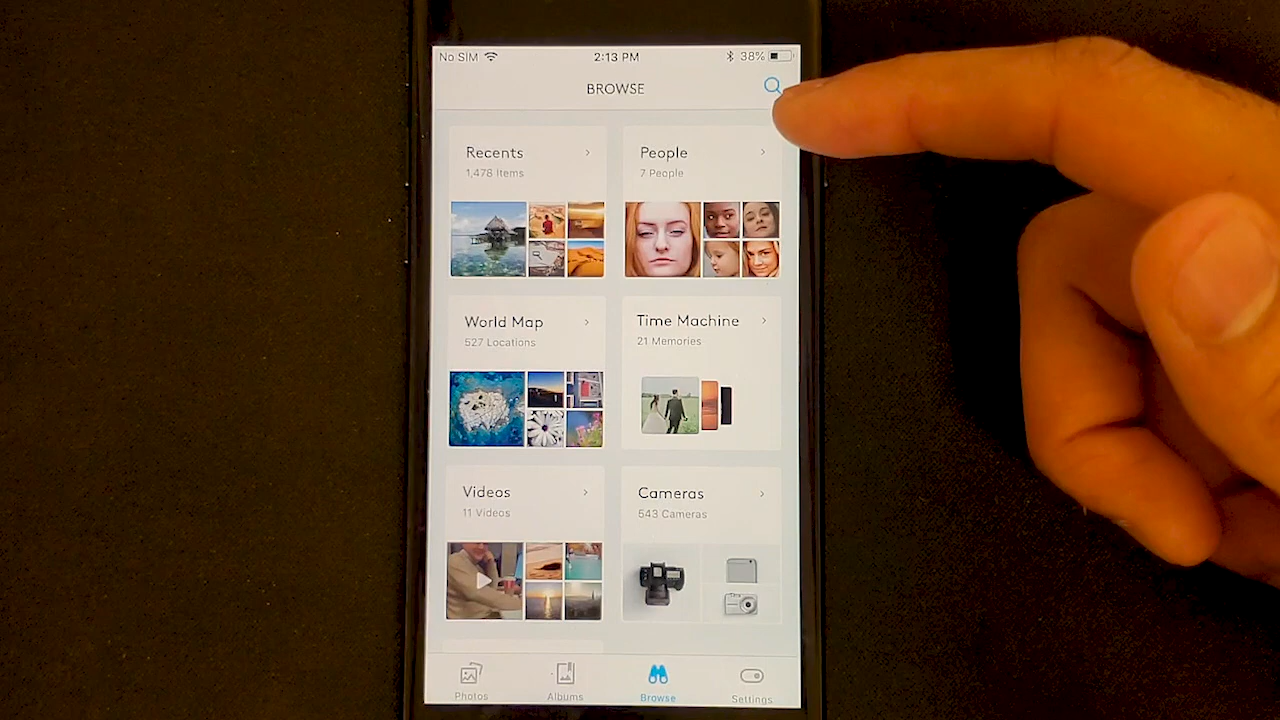 No SIM 2:13 PM 38%
BROWSE
Recents
1,478 Items
People
7 People
World Map
527 Locations
Time Machine
21 Memories
Videos
11 Videos
Cameras
543 Cameras
Photos
Albums
Browse
Settings